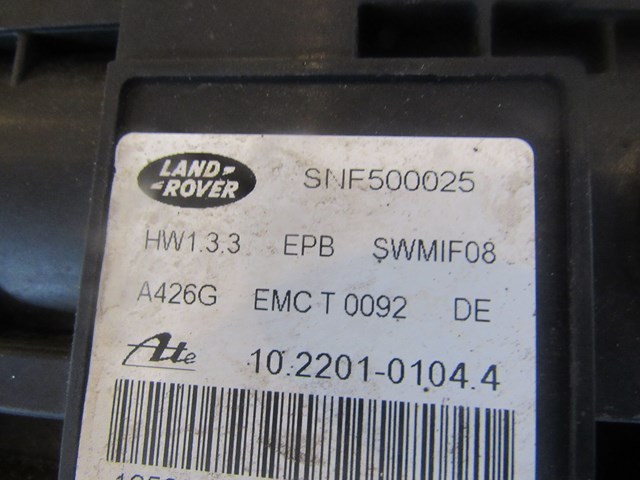 LAND-
-ROVER
SNF500025
HW1.3.3 EPB SWMIF08
A426G EMC T 0092 DE
Ate 10.2201-0104.4